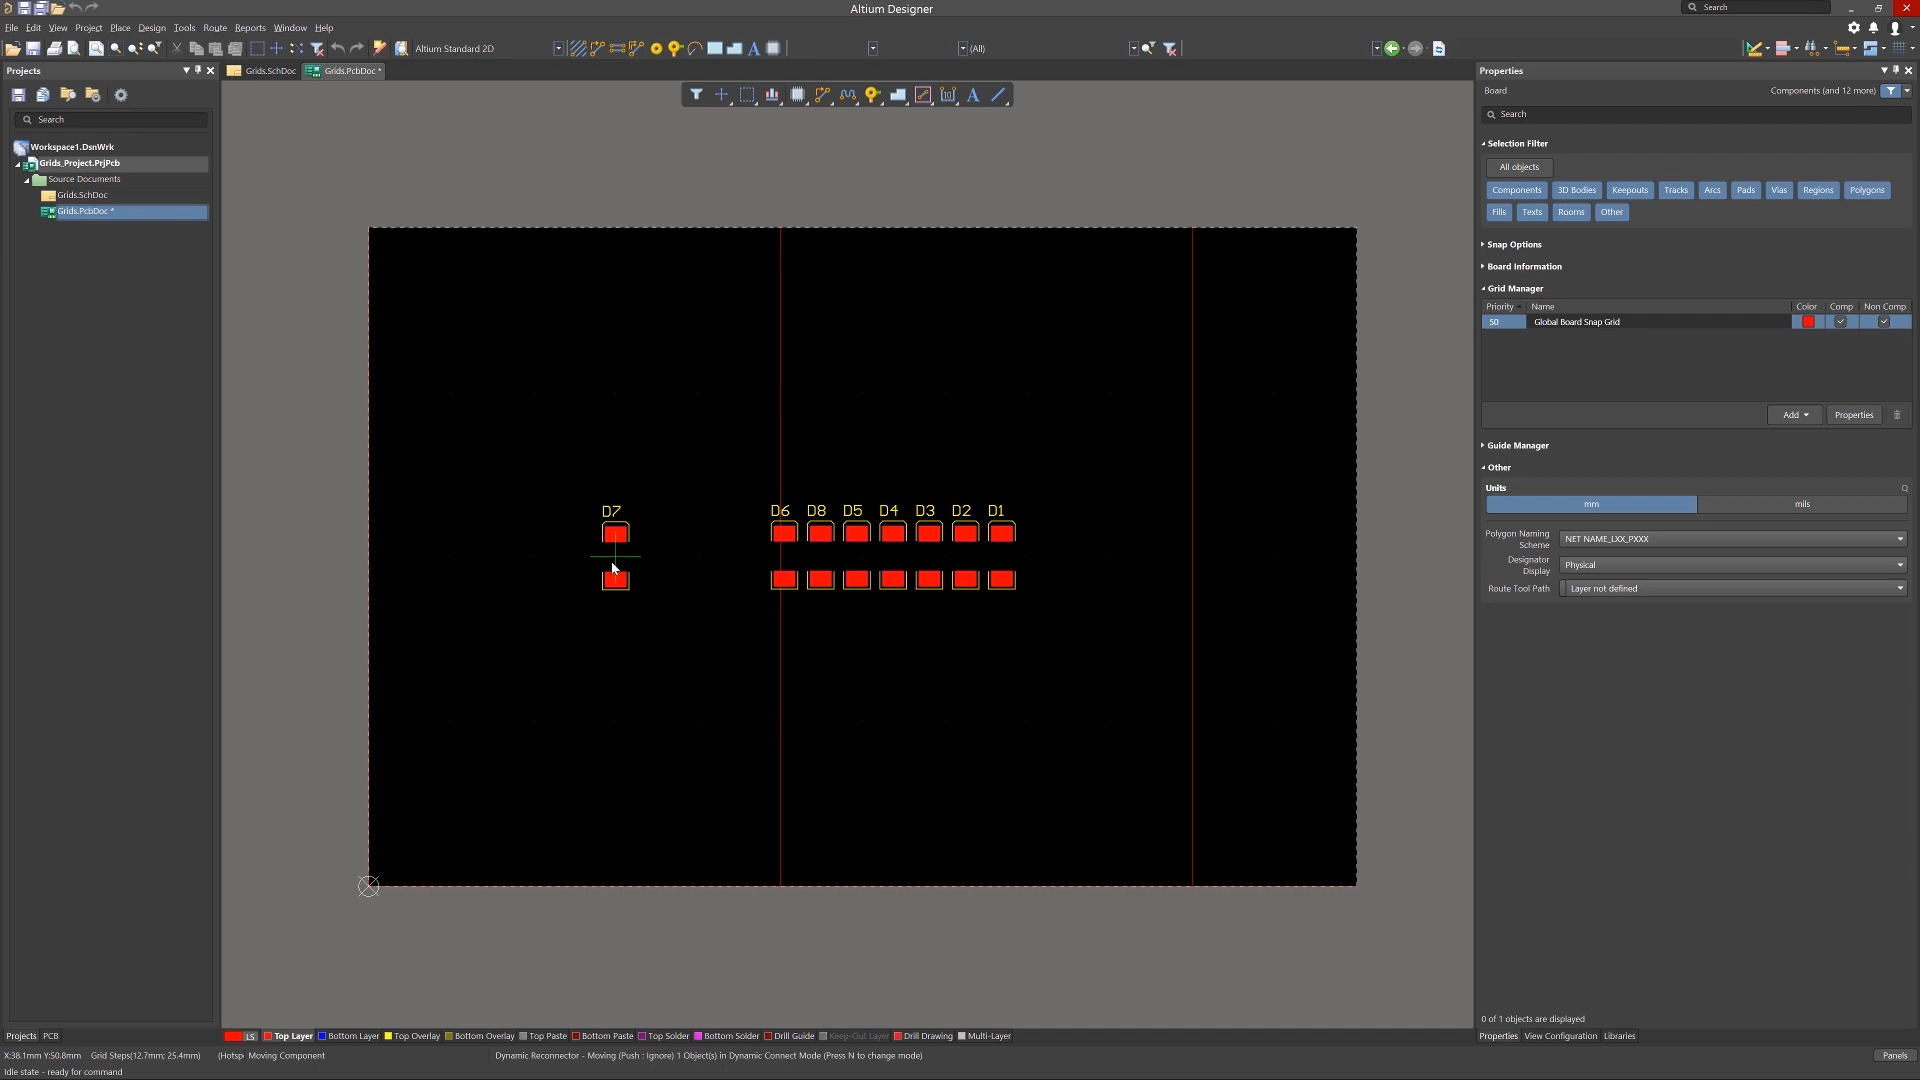 Altium Designer
Search
File Edit View Project Place Design Tools Route Reports Window Help
Altium Standard 2D
(All)
Projects
Grids.SchDoc
Grids.PcbDoc *
Properties
Board
Components (and 12 more)
Search
Search
Workspace1.DsnWrk
Grids_Project.PrjPcb
Source Documents
Grids.SchDoc
Grids.PcbDoc *
Selection Filter
All objects
Components 3D Bodies Keepouts Tracks Arcs Pads Vias Regions Polygons
Fills Texts Rooms Other
Snap Options
Board Information
Grid Manager
Priority Name Color Comp Non Comp
50 Global Board Snap Grid
Add Properties
Guide Manager
Other
Units
mm mils
Polygon Naming Scheme NET NAME_LXX_PXXX
Designator Display Physical
Route Tool Path Layer not defined
D7 D6 D8 D5 D4 D3 D2 D1
0 of 1 objects are displayed
Projects PCB
LS Top Layer Bottom Layer Top Overlay Bottom Overlay Top Paste Bottom Paste Top Solder Bottom Solder Drill Guide Keep-Out Layer Drill Drawing Multi-Layer
Properties View Configuration Libraries
X:38.1mm Y:50.8mm Grid Steps(12.7mm; 25.4mm) (Hotsp Moving Component Dynamic Reconnector - Moving (Push : Ignore) 1 Object(s) in Dynamic Connect Mode (Press N to change mode)
Panels
Idle state - ready for command